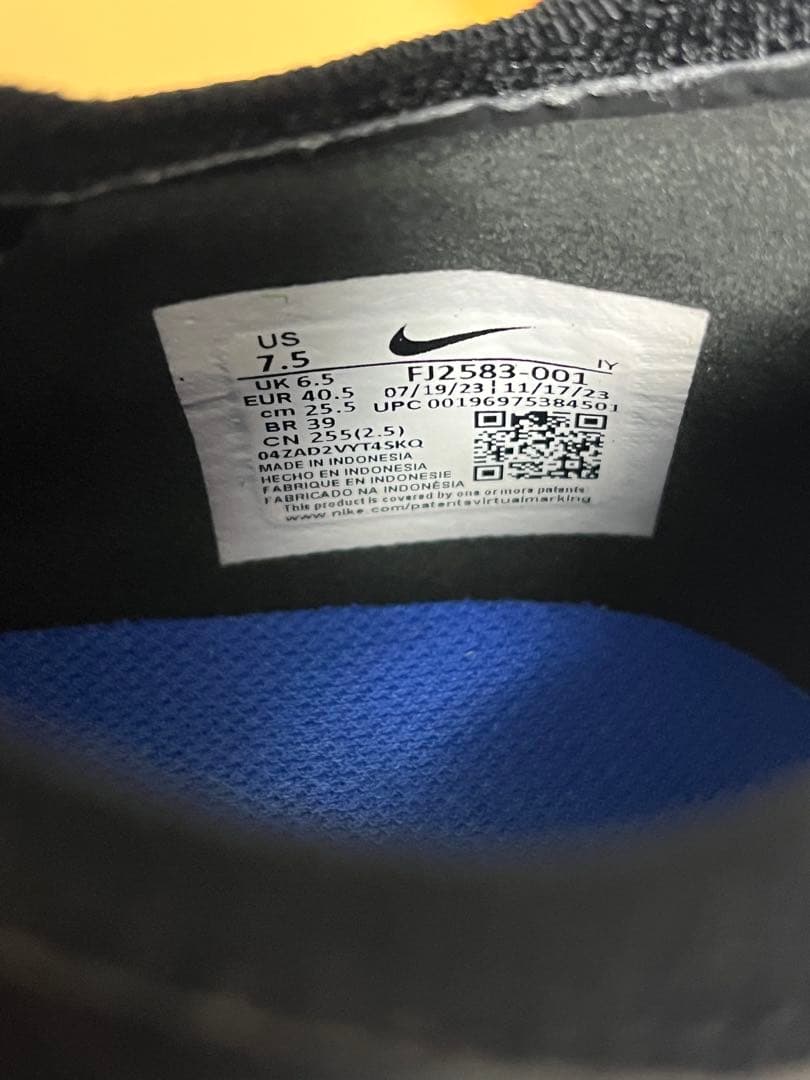 US
7.5
UK 6.5
EUR 40.5
cm 25.5
BR 39
CN 255(2.5)
IY
FJ2583-001
07/19/23 | 11/17/23
UPC 00196975384501
04ZAD2VYT4SKQ
MADE IN INDONESIA
HECHO EN INDONESIA
FABRIQUE EN INDONESIE
FABRICADO NA INDONÉSIA
This product is covered by one or more patents
www.nike.com/patentsvirtualmarking